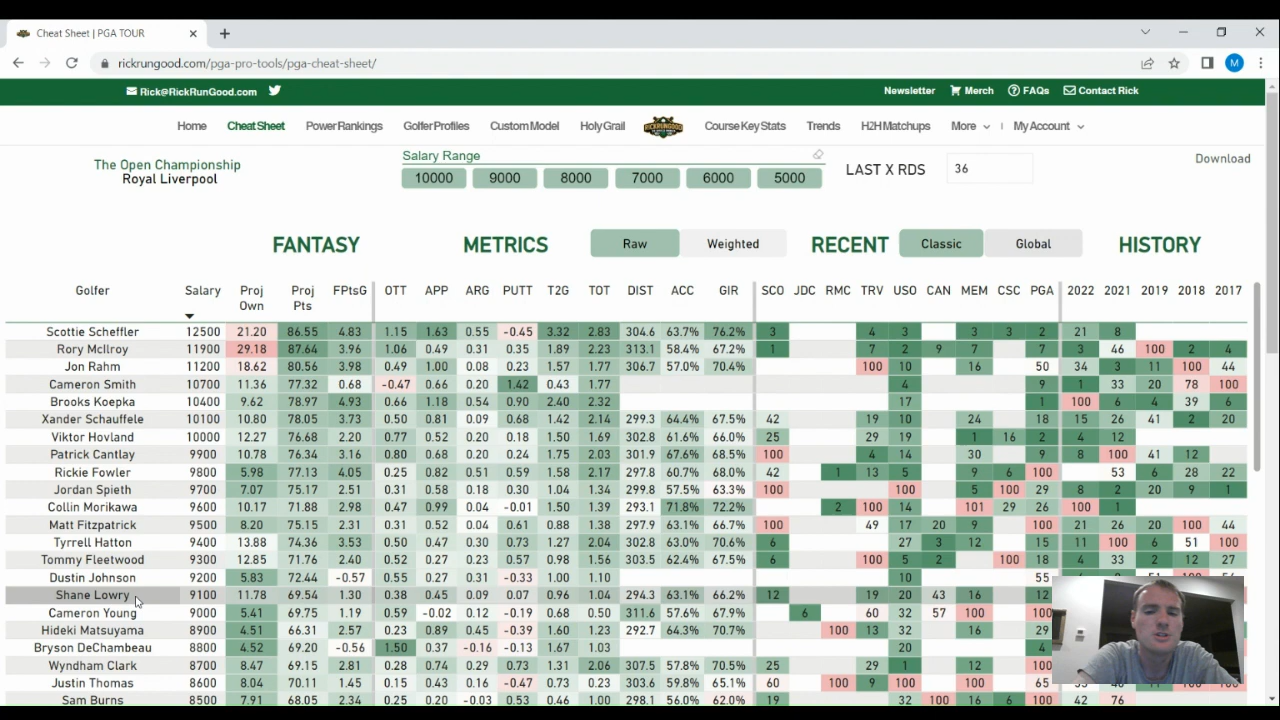 Cheat Sheet | PGA TOUR
rickrungood.com/pga-pro-tools/pga-cheat-sheet/
M
Rick@RickRunGood.com Newsletter Merch FAQs Contact Rick
Home Cheat Sheet Power Rankings Golfer Profiles Custom Model Holy Grail RICKRUNGOOD Course Key Stats Trends H2H Matchups More My Account
The Open Championship
Royal Liverpool
Salary Range
10000 9000 8000 7000 6000 5000
LAST X RDS 36
Download
FANTASY METRICS Raw Weighted RECENT Classic Global HISTORY
Golfer Salary Proj Own Proj Pts FPtsG OTT APP ARG PUTT T2G TOT DIST ACC GIR SCO JDC RMC TRV USO CAN MEM CSC PGA 2022 2021 2019 2018 2017
Scottie Scheffler 12500 21.20 86.55 4.83 1.15 1.63 0.55 -0.45 3.32 2.83 304.6 63.7% 76.2% 3 4 3 3 3 2 21 8
Rory McIlroy 11900 29.18 87.64 3.96 1.06 0.49 0.31 0.35 1.89 2.23 313.1 58.4% 67.2% 1 7 2 9 7 7 3 46 100 2 4
Jon Rahm 11200 18.62 80.56 3.98 0.49 1.00 0.08 0.23 1.57 1.77 306.7 57.0% 70.4% 100 10 16 50 34 3 11 100 44
Cameron Smith 10700 11.36 77.32 0.68 -0.47 0.66 0.20 1.42 0.43 1.77 4 9 1 33 20 78 100
Brooks Koepka 10400 9.62 78.97 4.93 0.66 1.18 0.54 0.90 2.40 2.32 17 1 100 6 4 39 6
Xander Schauffele 10100 10.80 78.05 3.73 0.50 0.81 0.09 0.68 1.42 2.14 299.3 64.4% 67.5% 42 19 10 24 18 15 26 41 2 20
Viktor Hovland 10000 12.27 76.68 2.20 0.77 0.52 0.20 0.18 1.50 1.69 302.8 61.6% 66.0% 25 29 19 1 16 2 4 12
Patrick Cantlay 9900 10.78 76.34 3.16 0.80 0.68 0.20 0.24 1.75 2.03 301.9 67.6% 68.5% 100 4 14 30 9 8 100 41 12
Rickie Fowler 9800 5.98 77.13 4.05 0.25 0.82 0.51 0.59 1.58 2.17 297.8 60.7% 68.0% 42 1 13 5 9 6 100 53 6 28 22
Jordan Spieth 9700 7.07 75.17 2.51 0.31 0.58 0.18 0.30 1.04 1.34 299.8 57.5% 63.3% 100 100 5 100 29 8 2 20 9 1
Collin Morikawa 9600 10.17 71.88 2.98 0.47 0.99 0.04 -0.01 1.50 1.39 293.1 71.8% 72.2% 2 100 14 101 29 26 100 1
Matt Fitzpatrick 9500 8.20 75.15 2.31 0.31 0.52 0.04 0.61 0.88 1.38 297.9 63.1% 66.7% 100 49 17 20 9 100 21 26 20 100 44
Tyrrell Hatton 9400 13.88 74.36 3.53 0.50 0.47 0.30 0.73 1.27 2.04 302.8 63.0% 70.6% 6 27 3 12 15 11 100 6 51 100
Tommy Fleetwood 9300 12.85 71.76 2.40 0.52 0.27 0.23 0.57 0.98 1.56 303.5 62.4% 67.5% 6 100 5 2 100 18 4 33 2 12 27
Dustin Johnson 9200 5.83 72.44 -0.57 0.55 0.27 0.31 -0.33 1.00 1.10 10 55
Shane Lowry 9100 11.78 69.54 1.30 0.38 0.45 0.09 0.07 0.96 1.04 294.3 63.1% 66.2% 12 19 20 43 16 12
Cameron Young 9000 5.41 69.75 1.19 0.59 -0.02 0.12 -0.19 0.68 0.50 311.6 57.6% 67.9% 6 60 32 57 100 100
Hideki Matsuyama 8900 4.51 66.31 2.57 0.23 0.89 0.45 -0.39 1.60 1.23 292.7 64.3% 70.7% 100 13 32 16 29
Bryson DeChambeau 8800 4.52 69.20 -0.56 1.50 0.37 -0.16 -0.13 1.67 1.03 20 4
Wyndham Clark 8700 8.47 69.15 2.81 0.28 0.74 0.29 0.73 1.31 2.06 307.5 57.8% 70.5% 25 29 1 12 100
Justin Thomas 8600 8.04 70.11 1.45 0.15 0.43 0.16 -0.47 0.73 0.23 303.6 59.8% 65.1% 60 100 9 100 100 65
Sam Burns 8500 7.91 68.05 2.34 0.25 0.20 -0.03 0.53 0.46 1.00 298.1 56.0% 62.0% 19 32 100 16 6 100 42 76